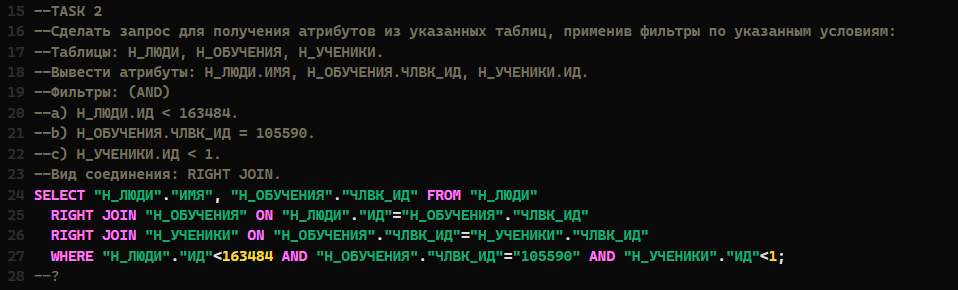 15 --TASK 2
16 --Сделать запрос для получения атрибутов из указанных таблиц, применив фильтры по указанным условиям:
17 --Таблицы: Н_ЛЮДИ, Н_ОБУЧЕНИЯ, Н_УЧЕНИКИ.
18 --Вывести атрибуты: Н_ЛЮДИ.ИМЯ, Н_ОБУЧЕНИЯ.ЧЛВК_ИД, Н_УЧЕНИКИ.ИД.
19 --Фильтры: (AND)
20 --a) Н_ЛЮДИ.ИД < 163484.
21 --b) Н_ОБУЧЕНИЯ.ЧЛВК_ИД = 105590.
22 --c) Н_УЧЕНИКИ.ИД < 1.
23 --Вид соединения: RIGHT JOIN.
24 SELECT "Н_ЛЮДИ"."ИМЯ", "Н_ОБУЧЕНИЯ"."ЧЛВК_ИД" FROM "Н_ЛЮДИ"
25 RIGHT JOIN "Н_ОБУЧЕНИЯ" ON "Н_ЛЮДИ"."ИД"="Н_ОБУЧЕНИЯ"."ЧЛВК_ИД"
26 RIGHT JOIN "Н_УЧЕНИКИ" ON "Н_ОБУЧЕНИЯ"."ЧЛВК_ИД"="Н_УЧЕНИКИ"."ЧЛВК_ИД"
27 WHERE "Н_ЛЮДИ"."ИД"<163484 AND "Н_ОБУЧЕНИЯ"."ЧЛВК_ИД"="105590" AND "Н_УЧЕНИКИ"."ИД"<1;
28 --?